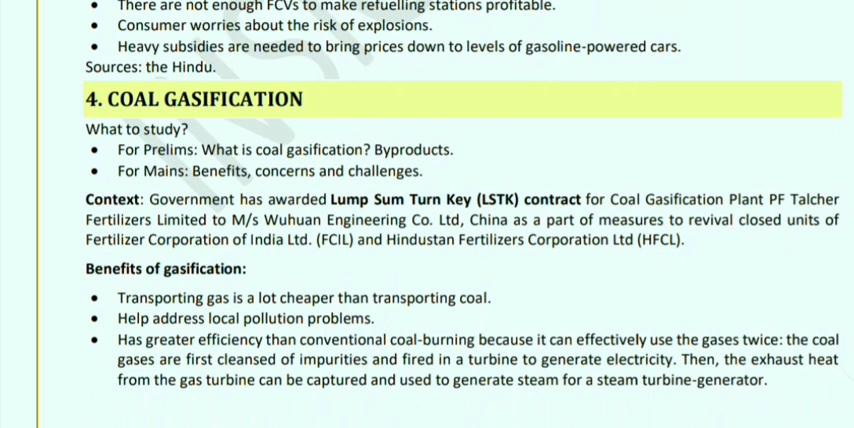 • There are not enough FCVs to make refuelling stations profitable.
• Consumer worries about the risk of explosions.
• Heavy subsidies are needed to bring prices down to levels of gasoline-powered cars.
Sources: the Hindu.
4. COAL GASIFICATION
What to study?
• For Prelims: What is coal gasification? Byproducts.
• For Mains: Benefits, concerns and challenges.
Context: Government has awarded Lump Sum Turn Key (LSTK) contract for Coal Gasification Plant PF Talcher
Fertilizers Limited to M/s Wuhuan Engineering Co. Ltd, China as a part of measures to revival closed units of
Fertilizer Corporation of India Ltd. (FCIL) and Hindustan Fertilizers Corporation Ltd (HFCL).
Benefits of gasification:
• Transporting gas is a lot cheaper than transporting coal.
• Help address local pollution problems.
• Has greater efficiency than conventional coal-burning because it can effectively use the gases twice: the coal
gases are first cleansed of impurities and fired in a turbine to generate electricity. Then, the exhaust heat
from the gas turbine can be captured and used to generate steam for a steam turbine-generator.